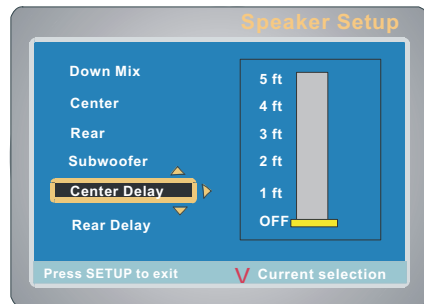 Speaker Setup
Down Mix
Center
Rear
Subwoofer
Center Delay
Rear Delay
5 ft
4 ft
3 ft
2 ft
1 ft
OFF
Press SETUP to exit
V Current selection